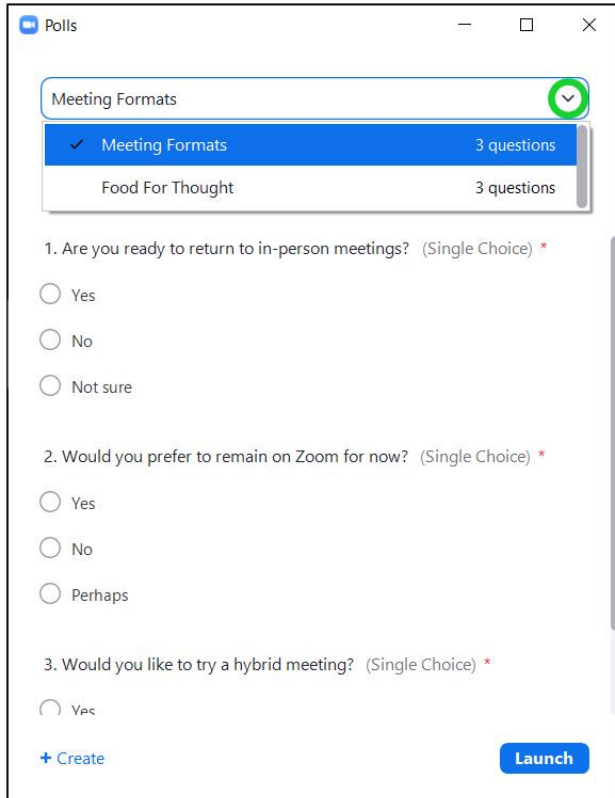 Polls
Meeting Formats
Meeting Formats 3 questions
Food For Thought 3 questions
1. Are you ready to return to in-person meetings? (Single Choice) *
Yes
No
Not sure
2. Would you prefer to remain on Zoom for now? (Single Choice) *
Yes
No
Perhaps
3. Would you like to try a hybrid meeting? (Single Choice) *
Yes
+ Create Launch